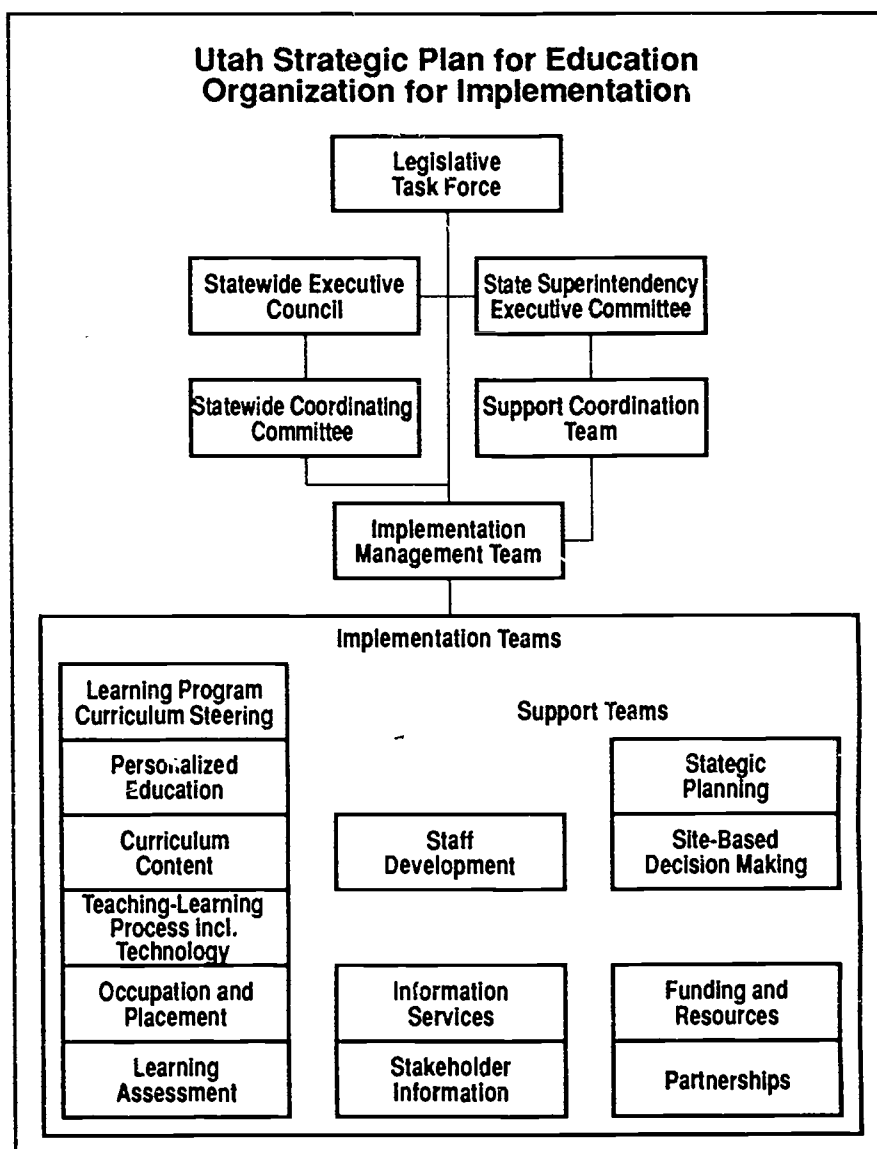 Utah Strategic Plan for Education
Organization for Implementation
Legislative
Task Force
Statewide Executive
Council
State Superintendency
Executive Committee
Statewide Coordinating
Committee
Support Coordination
Team
Implementation
Management Team
Implementation Teams
Learning Program
Curriculum Steering
Personalized
Education
Curriculum
Content
Teaching-Learning
Process incl.
Technology
Occupation and
Placement
Learning
Assessment
Support Teams
Staff
Development
Information
Services
Stakeholder
Information
Stategic
Planning
Site-Based
Decision Making
Funding and
Resources
Partnerships